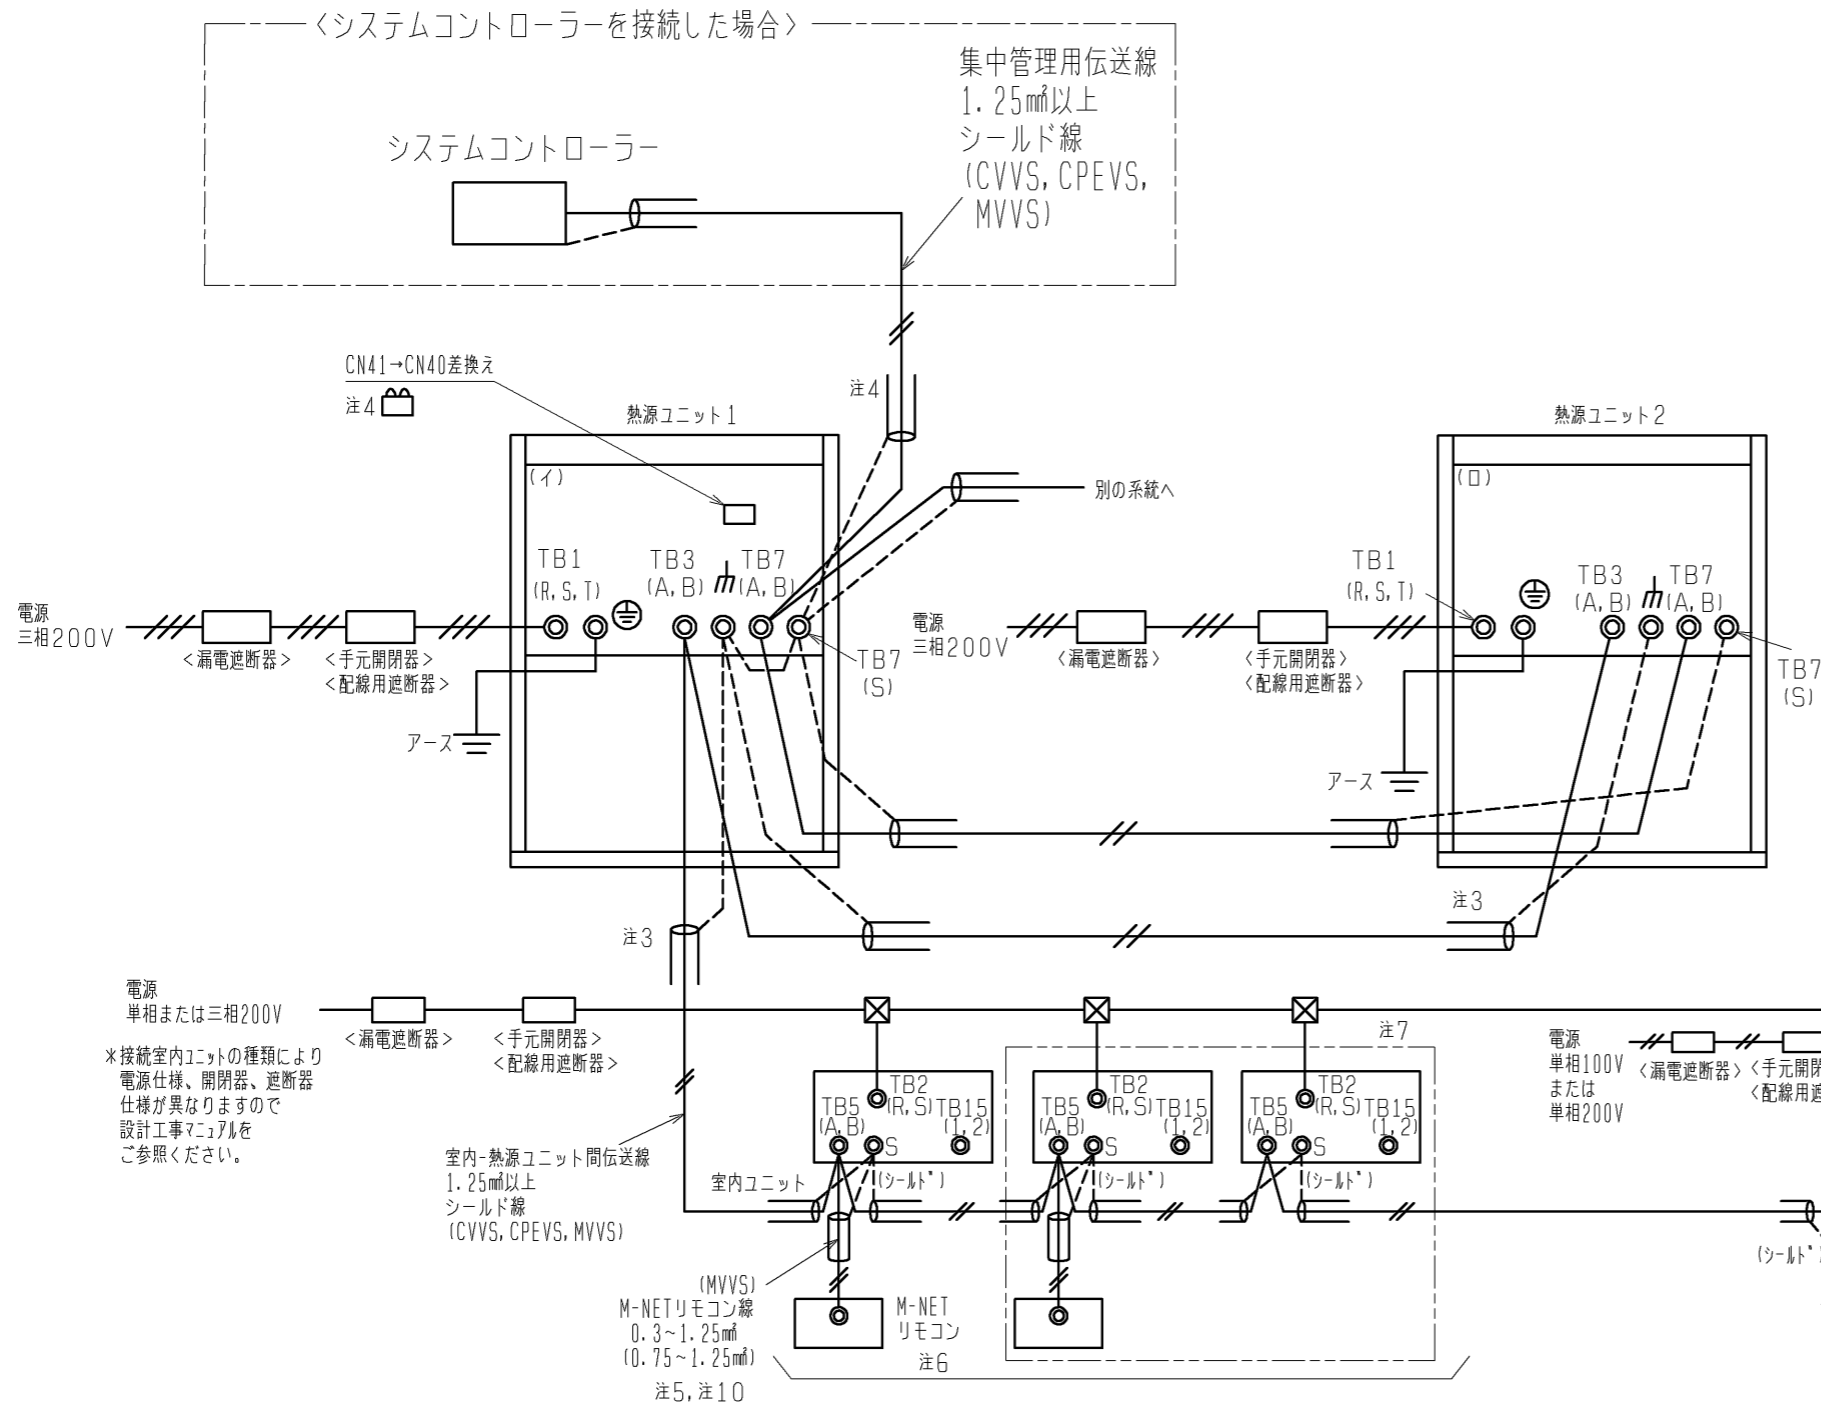 〈システムコントローラーを接続した場合〉
集中管理用伝送線
1.25㎟以上
シールド線
(CVVS, CPEVS,
MVVS)
システムコントローラー
CN41→CN40差換え
注4
注4
熱源ユニット1
熱源ユニット2
(イ)
(ロ)
別の系統へ
TB1
(R, S, T)
TB3
(A, B)
TB7
(A, B)
TB7
(S)
電源
三相200V
<漏電遮断器>
<手元開閉器>
<配線用遮断器>
アース
TB1
(R, S, T)
TB3
(A, B)
TB7
(A, B)
TB7
(S)
電源
三相200V
<漏電遮断器>
<手元開閉器>
<配線用遮断器>
アース
注3
注3
電源
単相または三相200V
<漏電遮断器>
<手元開閉器>
<配線用遮断器>
*接続室内ユニットの種類により
電源仕様、開閉器、遮断器
仕様が異なりますので
設計工事マニュアルを
ご参照ください。
注7
電源
単相100V
または
単相200V
<漏電遮断器>
<手元開閉
<配線用遮
TB2
(R, S)
TB5
(A, B)
TB15
(1, 2)
S
TB2
(R, S)
TB5
(A, B)
TB15
(1, 2)
S
TB2
(R, S)
TB5
(A, B)
TB15
(1, 2)
S
室内-熱源ユニット間伝送線
1.25㎟以上
シールド線
(CVVS, CPEVS, MVVS)
室内ユニット
(シールド)
(シールド)
(シールド)
(シールド
(MVVS)
M-NETリモコン線
0.3~1.25㎟
(0.75~1.25㎟)
注5, 注10
M-NET
リモコン
注6